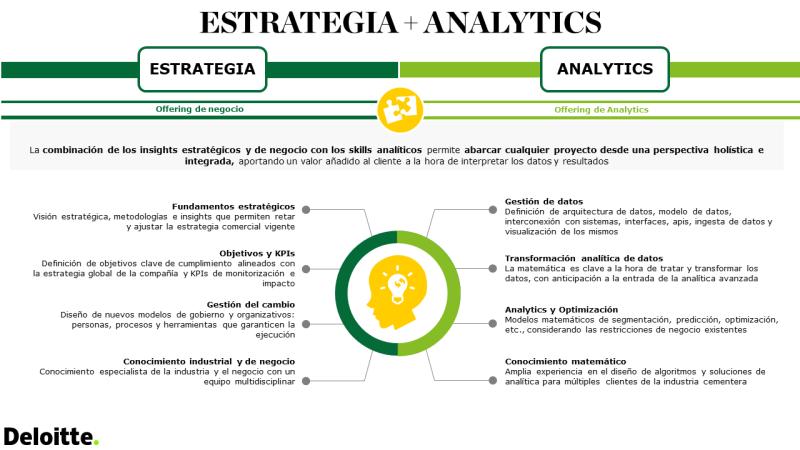 ESTRATEGIA + ANALYTICS
ESTRATEGIA
ANALYTICS
Offering de negocio
Offering de Analytics
La combinación de los insights estratégicos y de negocio con los skills analíticos permite abarcar cualquier proyecto desde una perspectiva holística e
integrada, aportando un valor añadido al cliente a la hora de interpretar los datos y resultados
Fundamentos estratégicos
Visión estratégica, metodologías e insights que permiten retar
y ajustar la estrategia comercial vigente
Objetivos y KPIs
Definición de objetivos clave de cumplimiento alineados con
la estrategia global de la compañía y KPIs de monitorización e
impacto
Gestión del cambio
Diseño de nuevos modelos de gobierno y organizativos:
personas, procesos y herramientas que garanticen la
ejecución
Conocimiento industrial y de negocio
Conocimiento especialista de la industria y el negocio con un
equipo multidisciplinar
Gestión de datos
Definición de arquitectura de datos, modelo de datos,
interconexión con sistemas, interfaces, apis, ingesta de datos y
visualización de los mismos
Transformación analítica de datos
La matemática es clave a la hora de tratar y transformar los
datos, con anticipación a la entrada de la analítica avanzada
Analytics y Optimización
Modelos matemáticos de segmentación, predicción, optimización,
etc., considerando las restricciones de negocio existentes
Conocimiento matemático
Amplia experiencia en el diseño de algoritmos y soluciones de
analítica para múltiples clientes de la industria cementera
Deloitte.